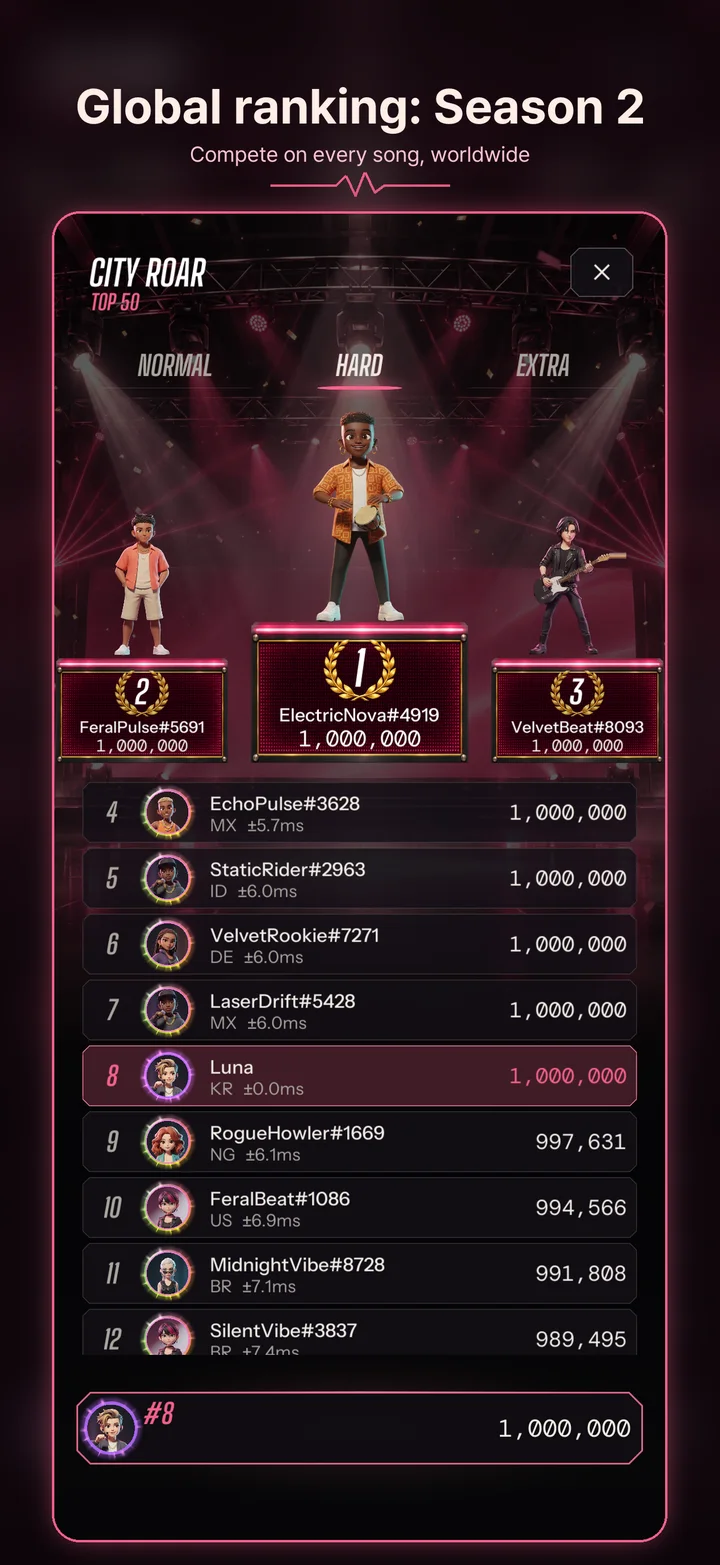 Global ranking: Season 2
Compete on every song, worldwide
CITY ROAR
TOP 50
NORMAL HARD EXTRA
1
ElectricNova#4919
1,000,000
2
FeralPulse#5691
1,000,000
3
VelvetBeat#8093
1,000,000
4 EchoPulse#3628 1,000,000
MX ±5.7ms
5 StaticRider#2963 1,000,000
ID ±6.0ms
6 VelvetRookie#7271 1,000,000
DE ±6.0ms
7 LaserDrift#5428 1,000,000
MX ±6.0ms
8 Luna 1,000,000
KR ±0.0ms
9 RogueHowler#1669 997,631
NG ±6.1ms
10 FeralBeat#1086 994,566
US ±6.9ms
11 MidnightVibe#8728 991,808
BR ±7.1ms
12 SilentVibe#3837 989,495
BR ±7.4ms
#8 1,000,000